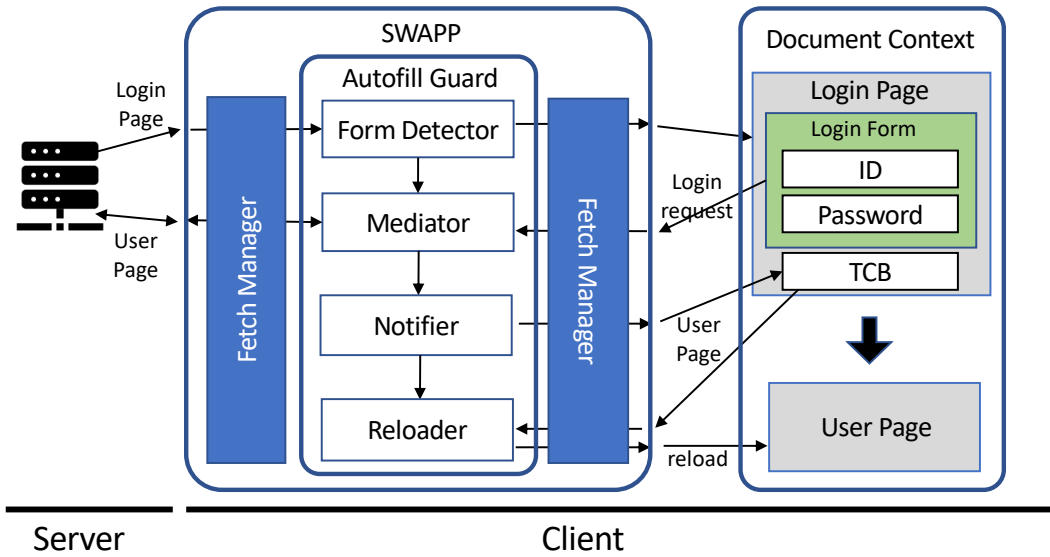 SWAPP
Document Context
Autofill Guard
Login
Page
Form Detector
Login Page
Login Form
ID
Password
TCB
Login
request
Mediator
User
Page
Fetch Manager
Fetch Manager
Notifier
User
Page
Reloader
reload
User Page
Server
Client